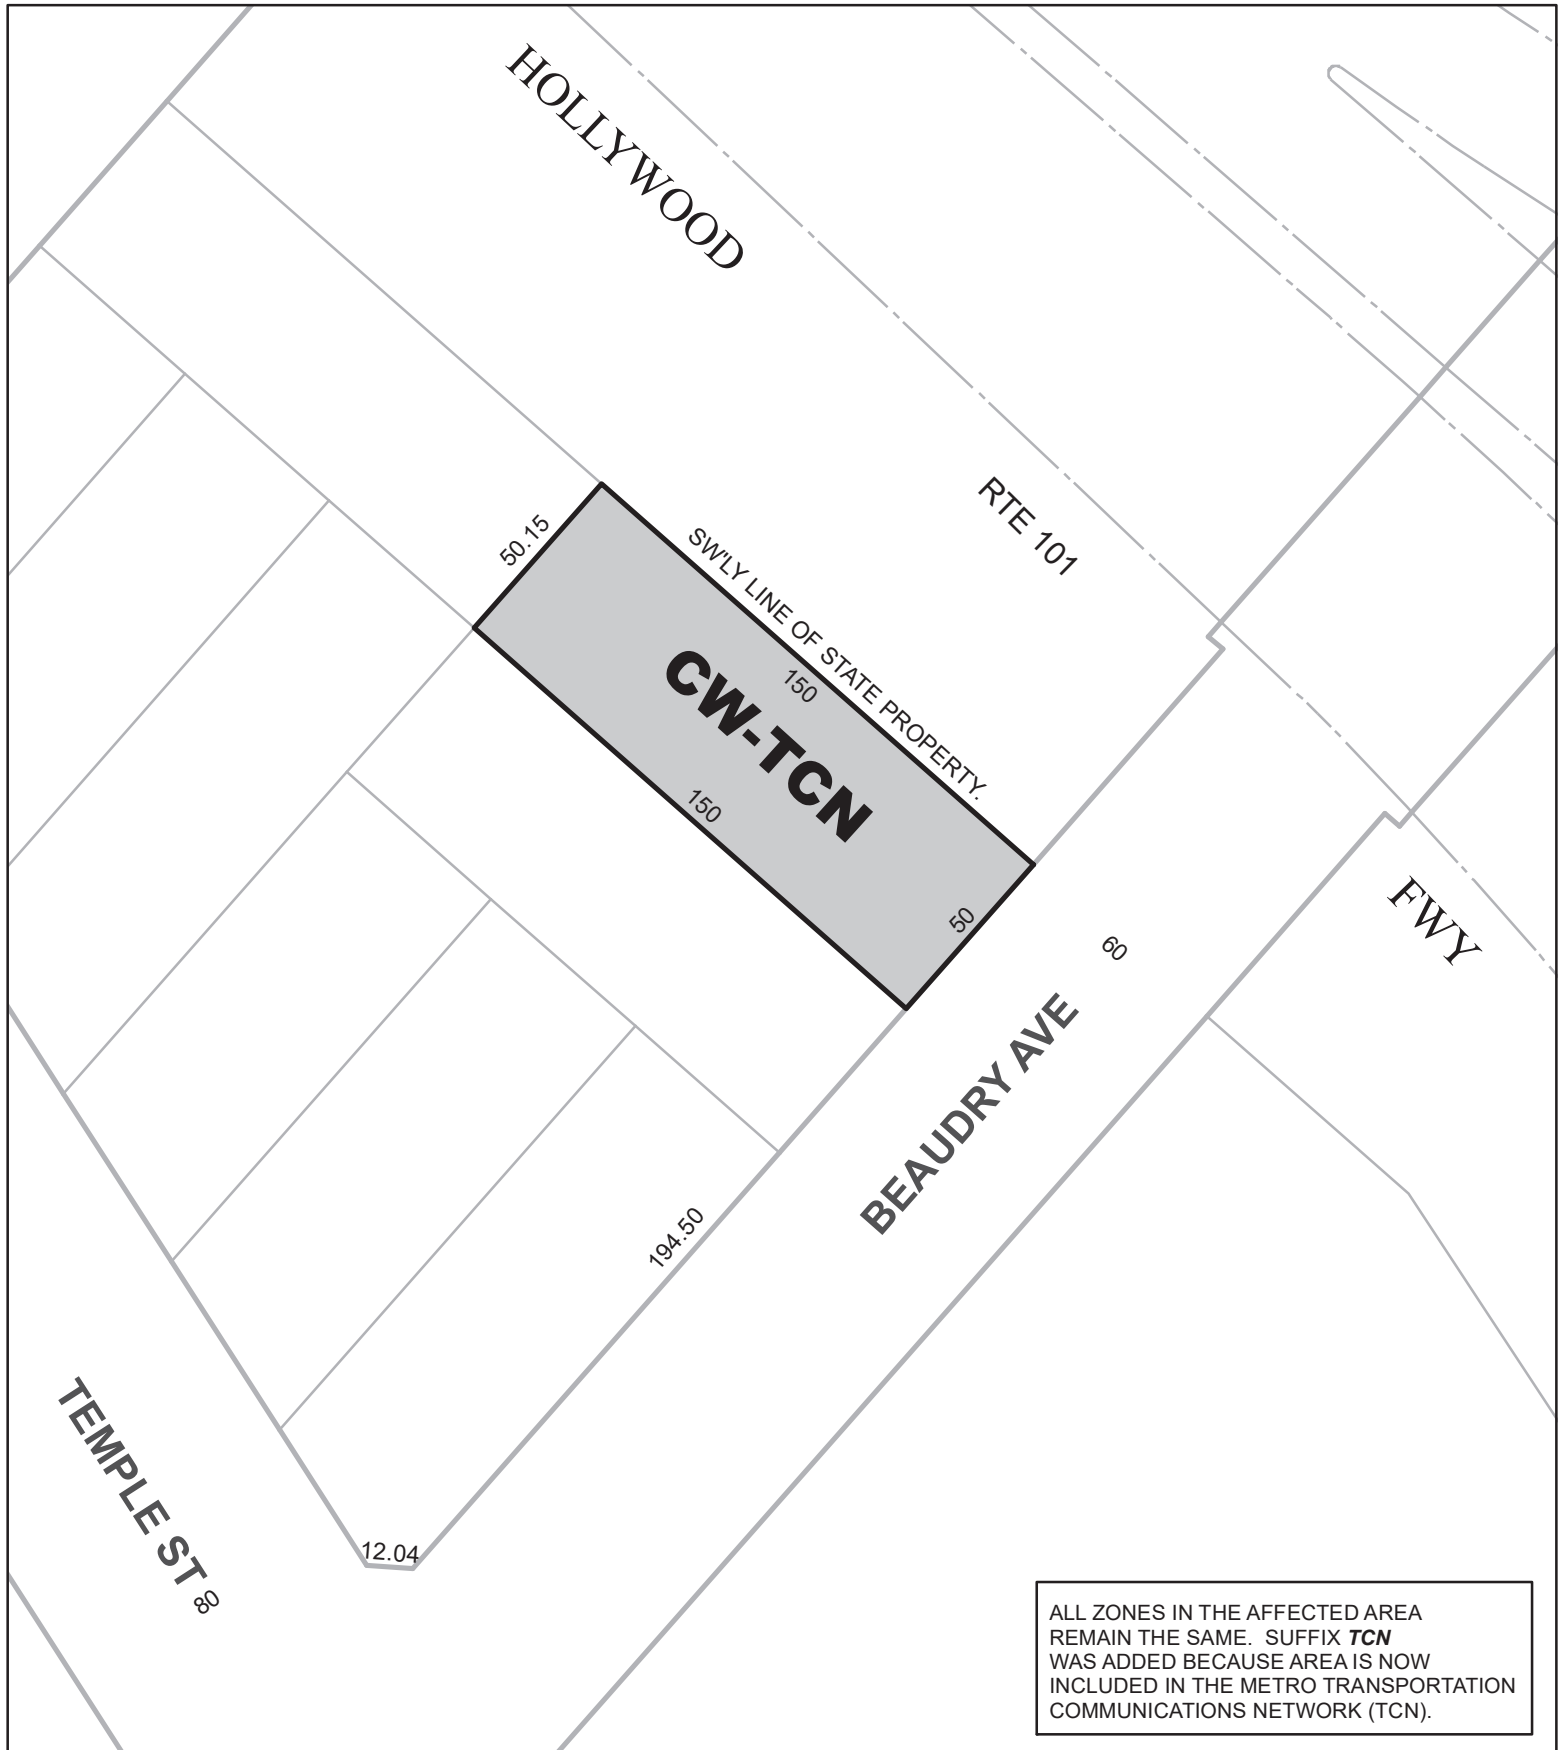 HOLLYWOOD
RTE 101
50.15
SW'LY LINE OF STATE PROPERTY.
150
CW-TCN
150
50
60
FWY
BEAUDRY AVE
194.50
TEMPLE ST
80
12.04
ALL ZONES IN THE AFFECTED AREA
REMAIN THE SAME. SUFFIX TCN
WAS ADDED BECAUSE AREA IS NOW
INCLUDED IN THE METRO TRANSPORTATION
COMMUNICATIONS NETWORK (TCN).